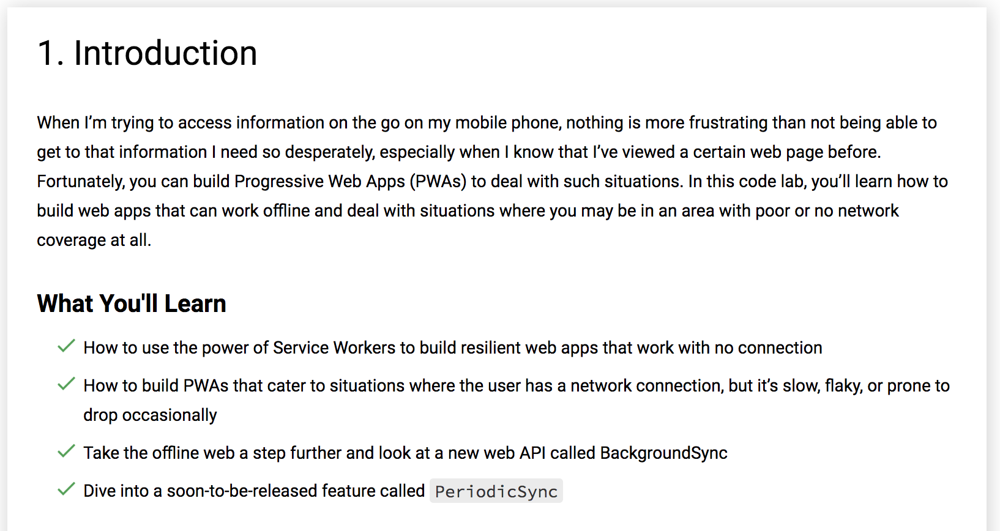 1. Introduction
When I’m trying to access information on the go on my mobile phone, nothing is more frustrating than not being able to
get to that information I need so desperately, especially when I know that I’ve viewed a certain web page before.
Fortunately, you can build Progressive Web Apps (PWAs) to deal with such situations. In this code lab, you’ll learn how to
build web apps that can work offline and deal with situations where you may be in an area with poor or no network
coverage at all.
What You'll Learn
How to use the power of Service Workers to build resilient web apps that work with no connection
How to build PWAs that cater to situations where the user has a network connection, but it’s slow, flaky, or prone to
drop occasionally
Take the offline web a step further and look at a new web API called BackgroundSync
Dive into a soon-to-be-released feature called PeriodicSync